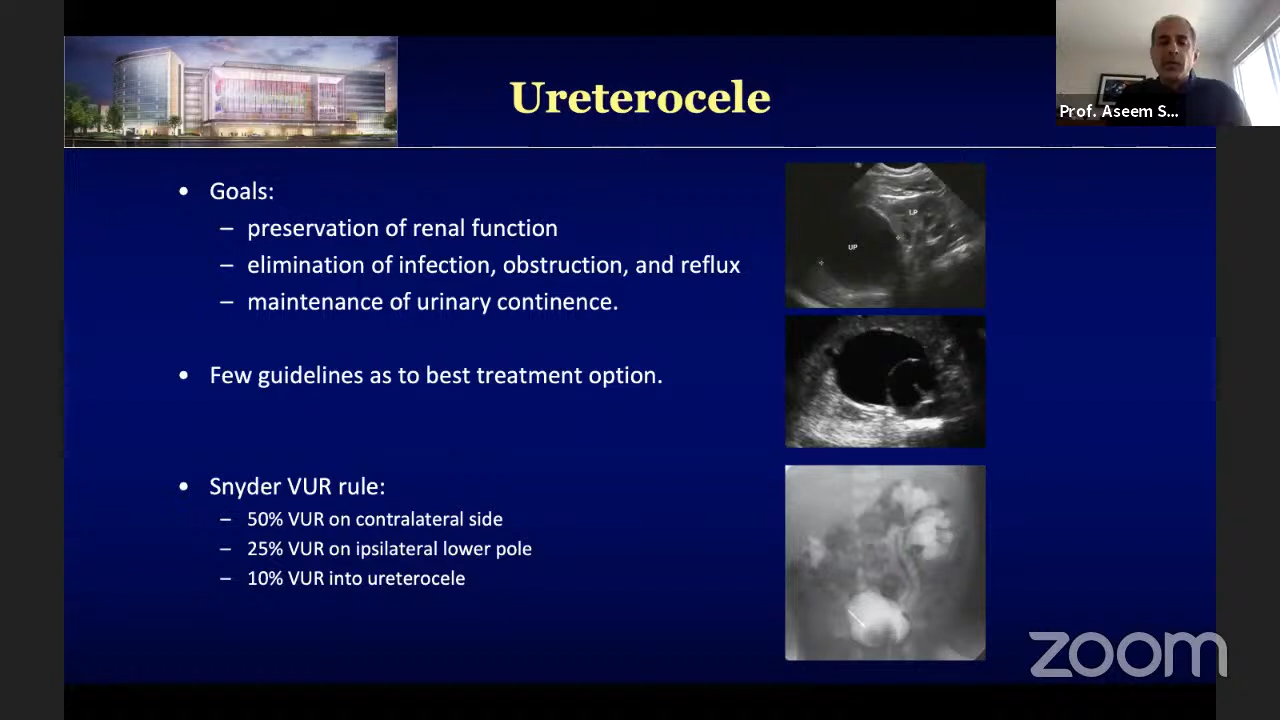 Ureterocele
Prof. Aseem S...
• Goals:
– preservation of renal function
– elimination of infection, obstruction, and reflux
– maintenance of urinary continence.
• Few guidelines as to best treatment option.
• Snyder VUR rule:
– 50% VUR on contralateral side
– 25% VUR on ipsilateral lower pole
– 10% VUR into ureterocele
LP
UP
zoom